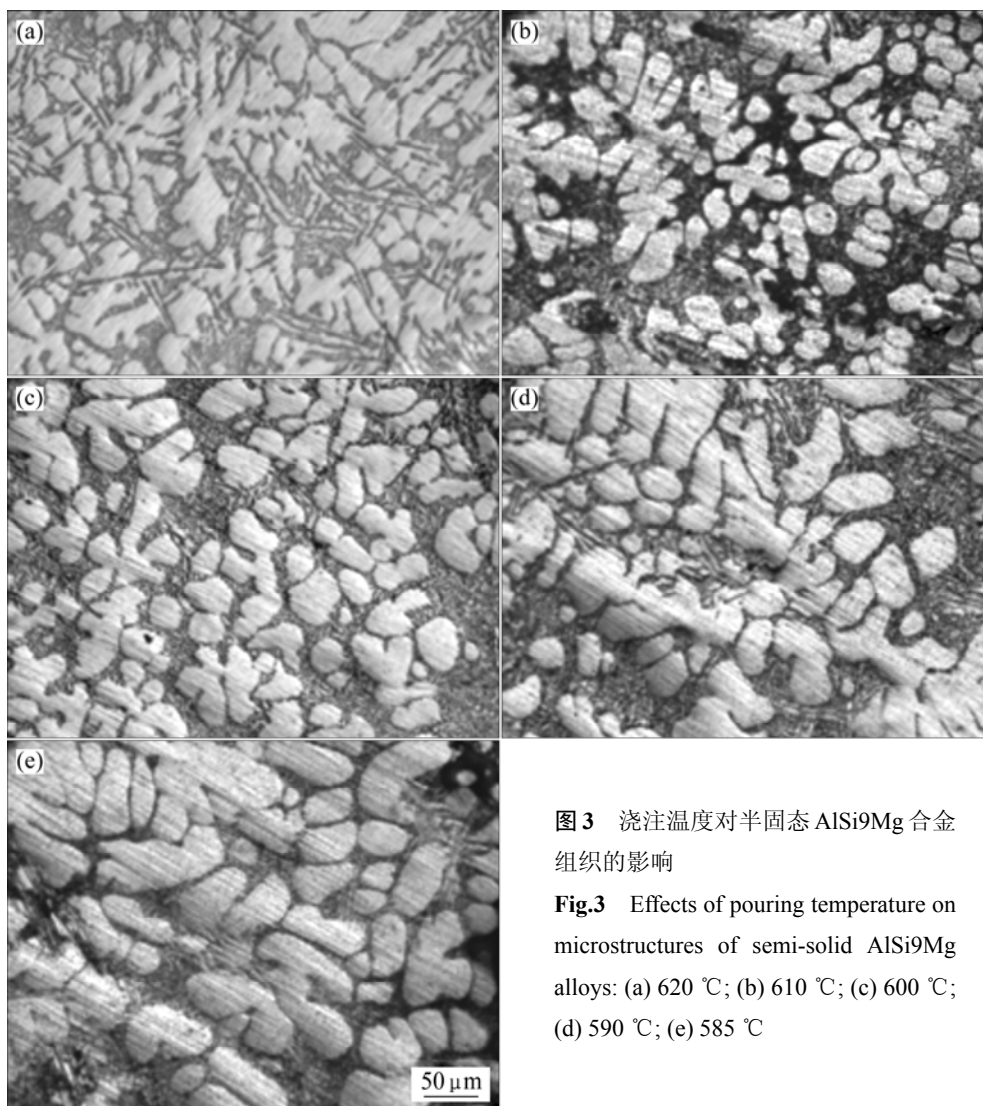 (a)
(b)
(c)
(d)
(e)
50 μm
图 3 浇注温度对半固态 AlSi9Mg 合金
组织的影响
Fig.3 Effects of pouring temperature on
microstructures of semi-solid AlSi9Mg
alloys: (a) 620 ℃; (b) 610 ℃; (c) 600 ℃;
(d) 590 ℃; (e) 585 ℃